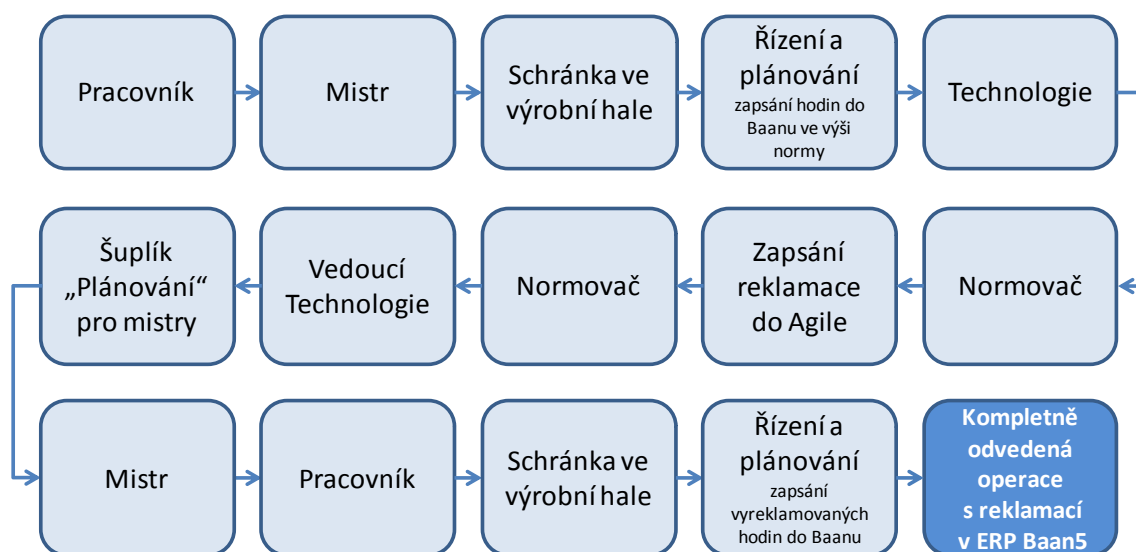 Pracovník
Mistr
Schránka ve
výrobní hale
Řízení a
plánování
zapsání hodin do
Baanu ve výši
normy
Technologie
Šuplík
„Plánování“
pro mistry
Vedoucí
Technologie
Normovač
Zapsání
reklamace
do Agile
Normovač
Mistr
Pracovník
Schránka ve
výrobní hale
Řízení a
plánování
zapsání
vyreklamovaných
hodin do Baanu
Kompletně
odvedená
operace
s reklamací
v ERP Baan5